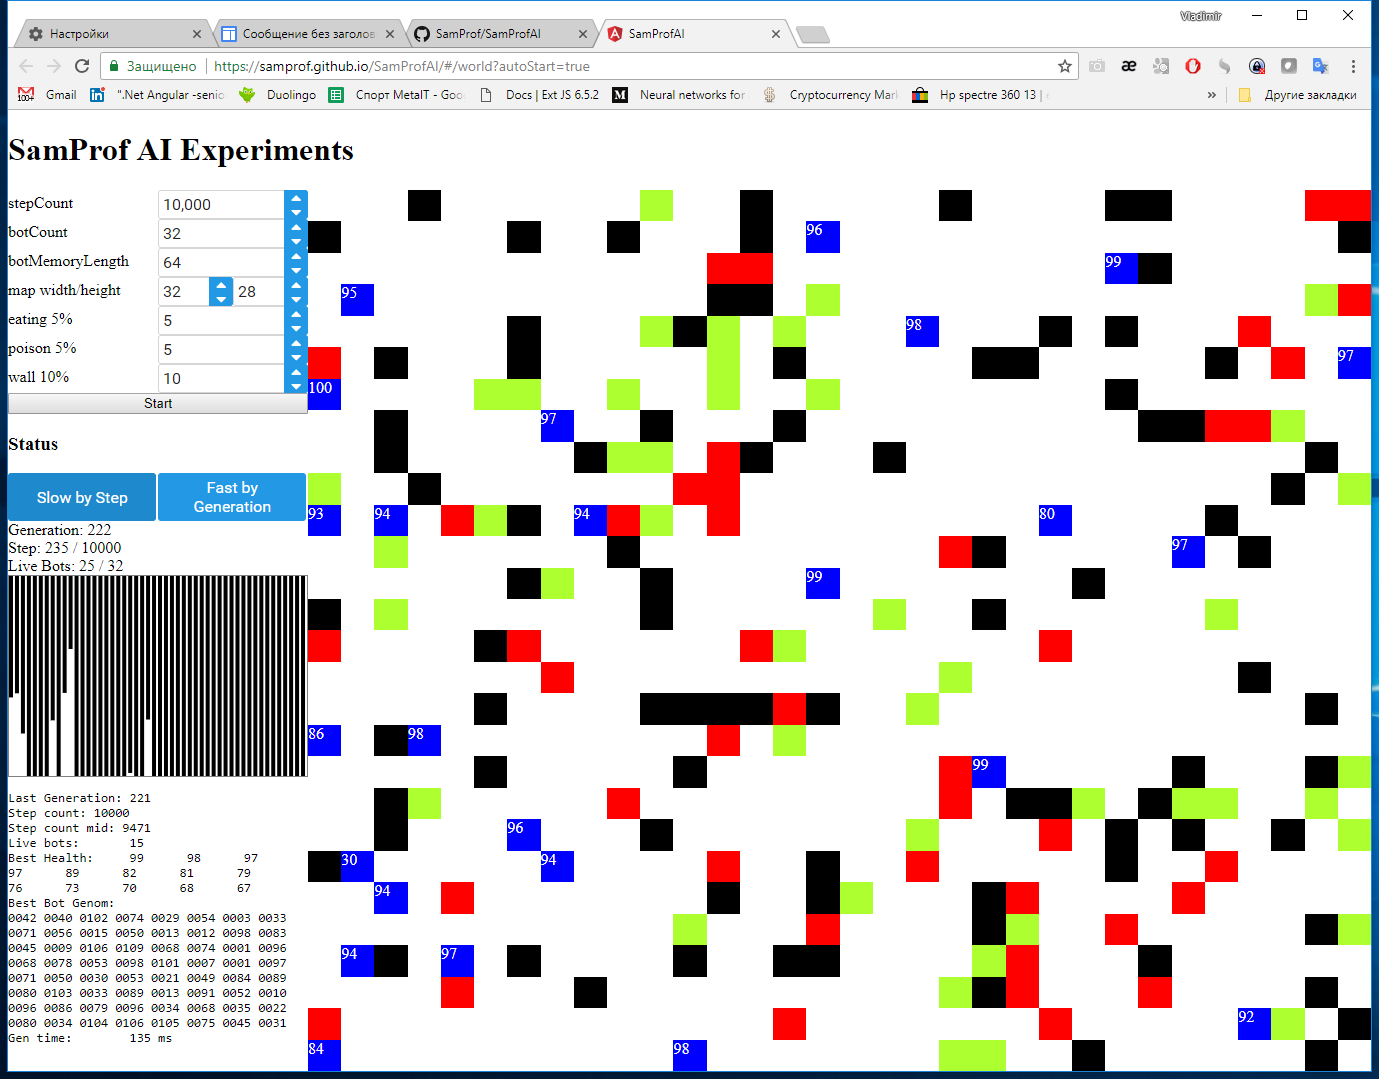 Vladimir
Настройки
Сообщение без заголов
SamProf/SamProfAI
SamProfAI
Защищено
https://samprof.github.io/SamProfAI/#/world?autoStart=true
Gmail
".Net Angular -senio
Duolingo
Спорт MetaIT - Goo
Docs | Ext JS 6.5.2
Neural networks for
Cryptocurrency Mar
Hp spectre 360 13 |
»
Другие закладки
SamProf AI Experiments
stepCount 10,000
botCount 32
botMemoryLength 64
map width/height 32 28
eating 5% 5
poison 5% 5
wall 10% 10
Start
Status
Slow by Step
Fast by
Generation
Generation: 222
Step: 235 / 10000
Live Bots: 25 / 32
Last Generation: 221
Step count: 10000
Step count mid: 9471
Live bots: 15
Best Health: 99 98 97
97 89 82 81 79
76 73 70 68 67
Best Bot Genom:
0042 0040 0102 0074 0029 0054 0003 0033
0071 0056 0015 0050 0013 0012 0098 0083
0045 0009 0106 0109 0068 0074 0001 0096
0068 0078 0053 0098 0101 0007 0001 0097
0071 0050 0030 0053 0021 0049 0084 0089
0080 0103 0033 0089 0013 0091 0052 0010
0096 0086 0079 0096 0034 0068 0035 0022
0080 0034 0104 0106 0105 0075 0045 0031
Gen time: 135 ms
96
99
95
98
97
100
97
93 94 94 80
97
99
86 98
99
96
30 94
94
94 97
92
84 98